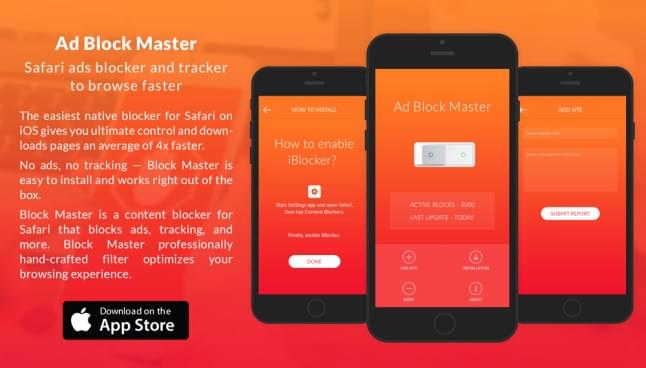 Ad Block Master
Safari ads blocker and tracker
to browse faster
The easiest native blocker for Safari on
iOS gives you ultimate control and down-
loads pages an average of 4x faster.
No ads, no tracking — Block Master is
easy to install and works right out of the
box.
Block Master is a content blocker for
Safari that blocks ads, tracking, and
more. Block Master professionally
hand-crafted filter optimizes your
browsing experience.
Download on the
App Store
HOW TO INSTALL
How to enable
iBlocker?
Start Settings app and open Safari,
then tap Content Blockers.
Finally, enable iBlocker.
DONE
Ad Block Master
ACTIVE BLOCKS - 3000
LAST UPDATE - TODAY
ADD SITE
INSTALLATION
ABOUT
ADD SITE
SUBMIT REPORT